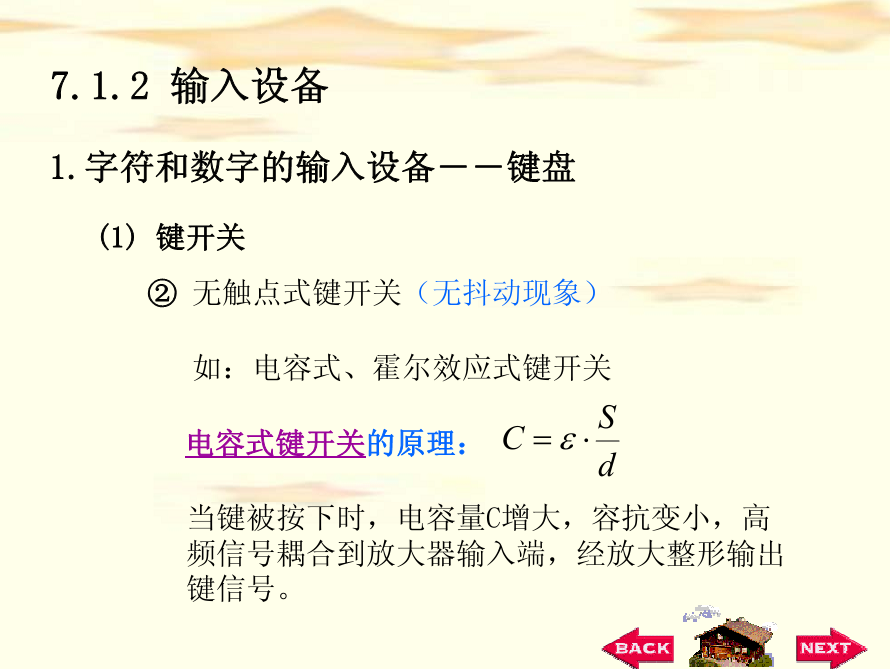 7.1.2 输入设备
1.字符和数字的输入设备－－键盘
(1) 键开关
② 无触点式键开关（无抖动现象）
如：电容式、霍尔效应式键开关
电容式键开关的原理： C = ε · S/d
当键被按下时，电容量C增大，容抗变小，高
频信号耦合到放大器输入端，经放大整形输出
键信号。
BACK NEXT